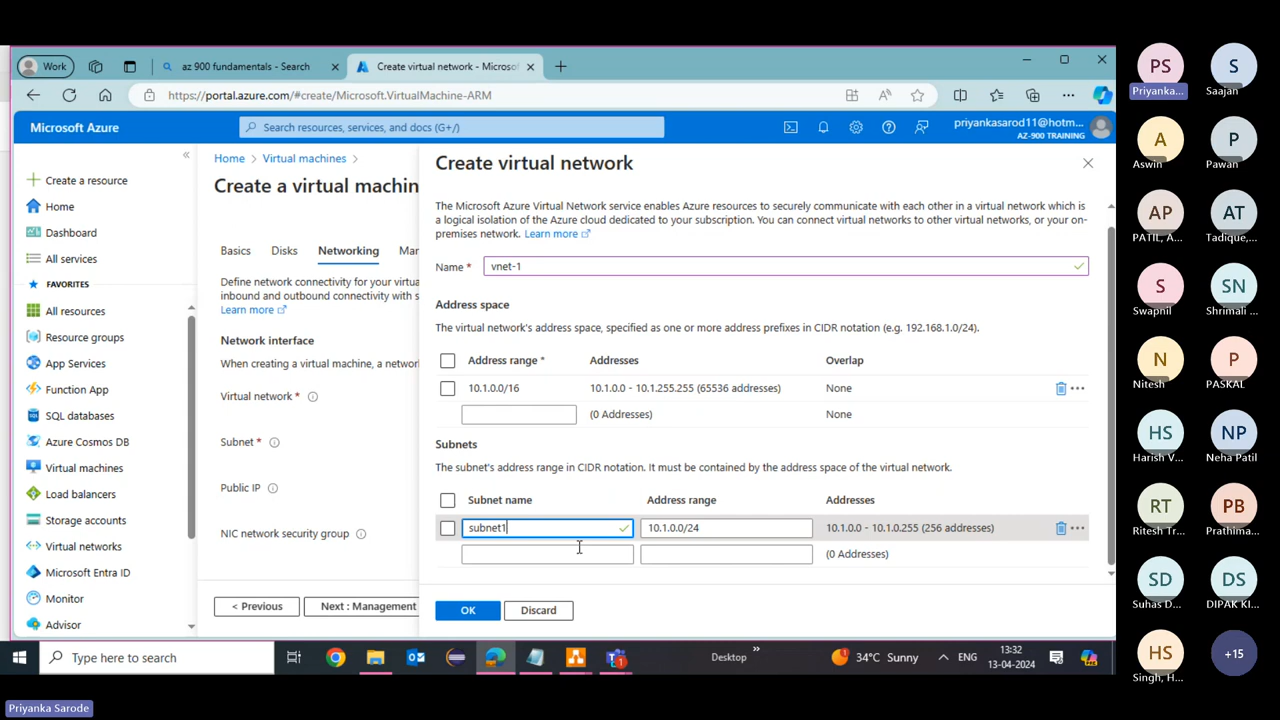 Work
az 900 fundamentals - Search
Create virtual network - Microsof
https://portal.azure.com/#create/Microsoft.VirtualMachine-ARM
Microsoft Azure
Search resources, services, and docs (G+/)
priyankasarod11@hotm...
AZ-900 TRAINING
Create a resource
Home
Dashboard
All services
FAVORITES
All resources
Resource groups
App Services
Function App
SQL databases
Azure Cosmos DB
Virtual machines
Load balancers
Storage accounts
Virtual networks
Microsoft Entra ID
Monitor
Advisor
Home > Virtual machines >
Create a virtual machin
Basics Disks Networking Mar
Define network connectivity for your virtua
inbound and outbound connectivity with s
Learn more
Network interface
When creating a virtual machine, a network
Virtual network *
Subnet *
Public IP
NIC network security group
< Previous
Next : Management
Create virtual network
The Microsoft Azure Virtual Network service enables Azure resources to securely communicate with each other in a virtual network which is
a logical isolation of the Azure cloud dedicated to your subscription. You can connect virtual networks to other virtual networks, or your on-
premises network. Learn more
Name * vnet-1
Address space
The virtual network's address space, specified as one or more address prefixes in CIDR notation (e.g. 192.168.1.0/24).
Address range * Addresses Overlap
10.1.0.0/16 10.1.0.0 - 10.1.255.255 (65536 addresses) None
(0 Addresses) None
Subnets
The subnet's address range in CIDR notation. It must be contained by the address space of the virtual network.
Subnet name Address range Addresses
subnet1 10.1.0.0/24 10.1.0.0 - 10.1.0.255 (256 addresses)
(0 Addresses)
OK Discard
PS
Priyanka...
S
Saajan
A
Aswin
P
Pawan
AP
PATIL, A...
AT
Tadique,...
S
Swapnil
SN
Shrimali ...
N
Nitesh
P
PASKAL
HS
Harish V...
NP
Neha Patil
RT
Ritesh Tr...
PB
Prathima...
SD
Suhas D...
DS
DIPAK KI...
HS
Singh, H...
+15
Type here to search
Desktop
»
34°C Sunny
ENG
13:32
13-04-2024
1
Priyanka Sarode